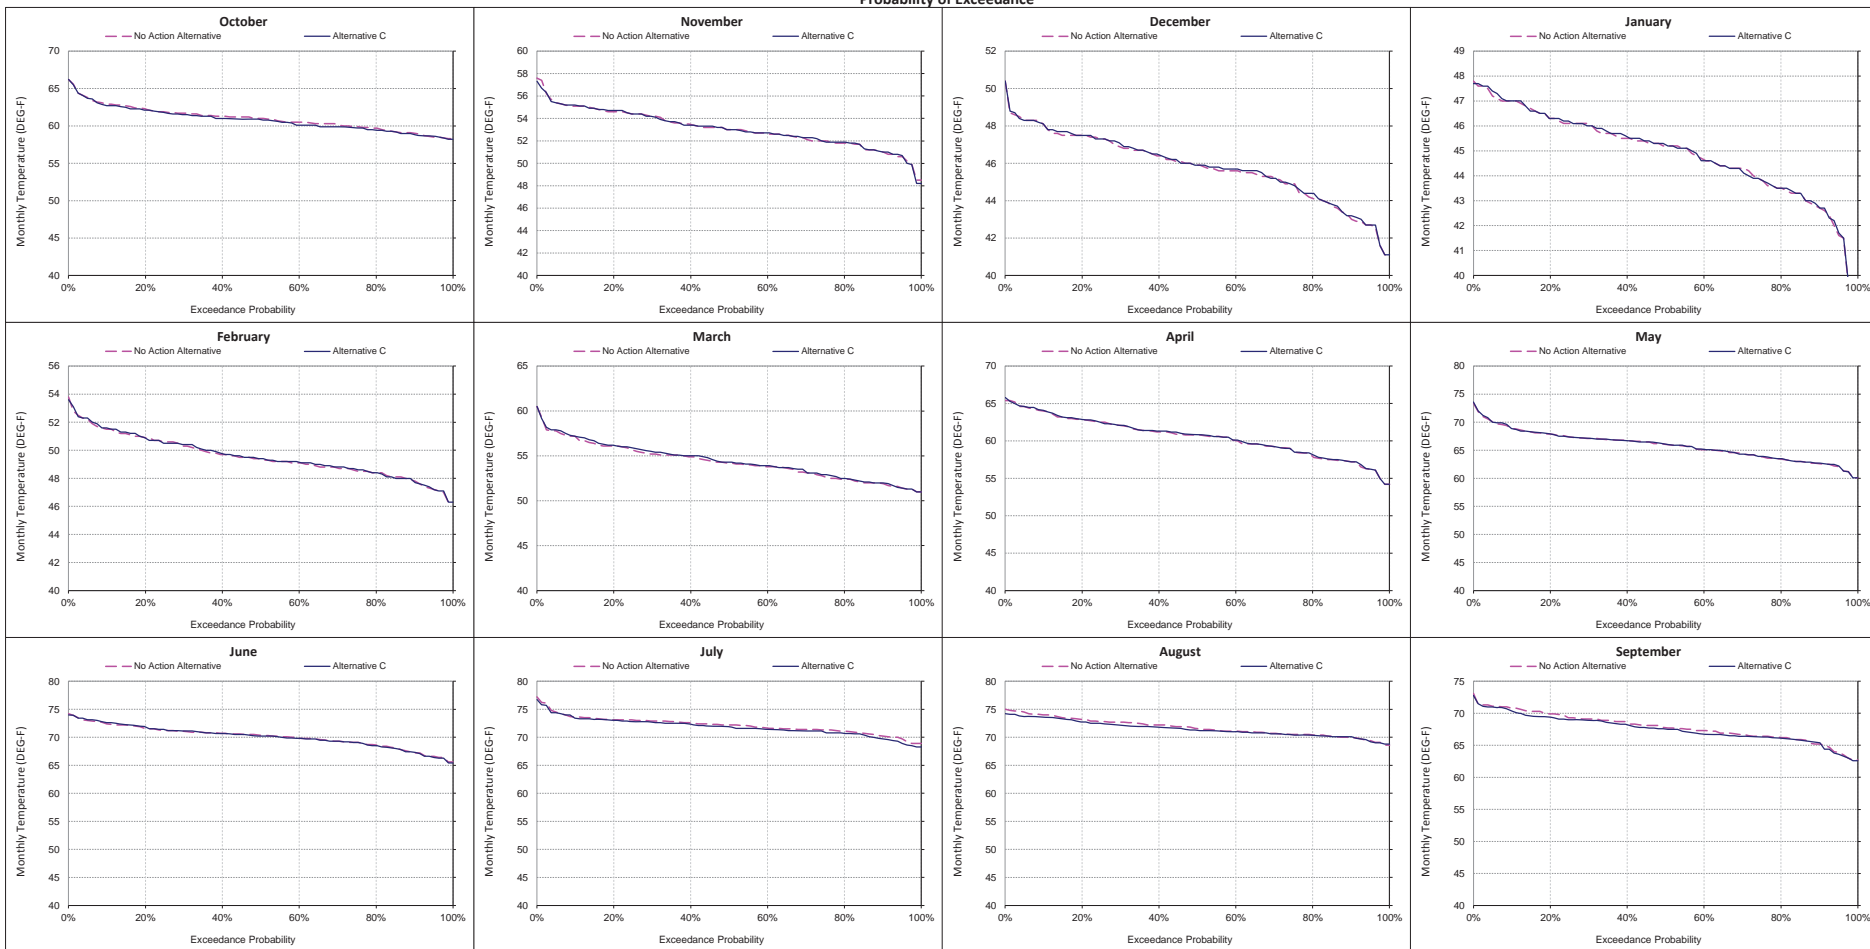 Probability of Exceedance
October
No Action Alternative Alternative C
Monthly Temperature (DEG-F)
70
65
60
55
50
45
40
0% 20% 40% 60% 80% 100%
Exceedance Probability
November
No Action Alternative Alternative C
Monthly Temperature (DEG-F)
60
58
56
54
52
50
48
46
44
52
40
0% 20% 40% 60% 80% 100%
Exceedance Probability
December
No Action Alternative Alternative C
Monthly Temperature (DEG-F)
52
50
48
46
44
42
40
0% 20% 40% 60% 80% 100%
Exceedance Probability
January
No Action Alternative Alternative C
Monthly Temperature (DEG-F)
49
48
47
46
45
44
43
42
41
40
0% 20% 40% 60% 80% 100%
Exceedance Probability
February
No Action Alternative Alternative C
Monthly Temperature (DEG-F)
56
54
52
50
48
46
44
42
40
0% 20% 40% 60% 80% 100%
Exceedance Probability
March
No Action Alternative Alternative C
Monthly Temperature (DEG-F)
65
60
55
50
45
40
0% 20% 40% 60% 80% 100%
Exceedance Probability
April
No Action Alternative Alternative C
Monthly Temperature (DEG-F)
70
65
60
55
50
45
40
0% 20% 40% 60% 80% 100%
Exceedance Probability
May
No Action Alternative Alternative C
Monthly Temperature (DEG-F)
80
75
70
65
60
55
50
45
40
0% 20% 40% 60% 80% 100%
Exceedance Probability
June
No Action Alternative Alternative C
Monthly Temperature (DEG-F)
80
75
70
65
60
55
50
45
40
0% 20% 40% 60% 80% 100%
Exceedance Probability
July
No Action Alternative Alternative C
Monthly Temperature (DEG-F)
80
75
70
65
60
55
50
45
40
0% 20% 40% 60% 80% 100%
Exceedance Probability
August
No Action Alternative Alternative C
Monthly Temperature (DEG-F)
80
75
70
65
60
55
50
45
40
0% 20% 40% 60% 80% 100%
Exceedance Probability
September
No Action Alternative Alternative C
Monthly Temperature (DEG-F)
75
70
65
60
55
50
45
40
0% 20% 40% 60% 80% 100%
Exceedance Probability